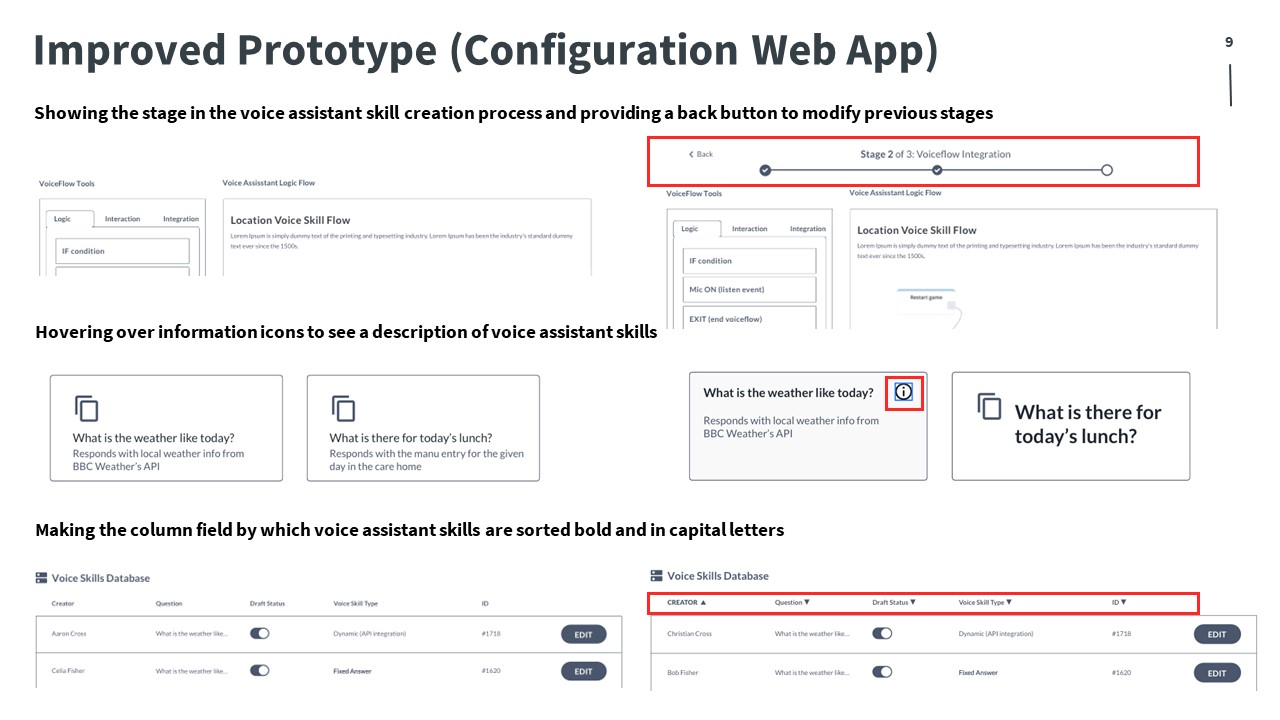 Improved Prototype (Configuration Web App)
9
Showing the stage in the voice assistant skill creation process and providing a back button to modify previous stages
VoiceFlow Tools
Voice Assisstant Logic Flow
Logic
Interaction
Integration
IF condition
Location Voice Skill Flow
Lorem Ipsum is simply dummy text of the printing and typesetting industry. Lorem Ipsum has been the industry's standard dummy
text ever since the 1500s.
Back
Stage 2 of 3: Voiceflow Integration
VoiceFlow Tools
Voice Assisstant Logic Flow
Logic
Interaction
Integration
IF condition
Mic ON (listen event)
EXIT (end voiceflow)
Location Voice Skill Flow
Lorem Ipsum is simply dummy text of the printing and typesetting industry. Lorem Ipsum has been the industry's standard dummy
text ever since the 1500s.
Restart game
Hovering over information icons to see a description of voice assistant skills
What is the weather like today?
Responds with local weather info from
BBC Weather's API
What is there for today's lunch?
Responds with the manu entry for the given
day in the care home
What is the weather like today?
Responds with local weather info from
BBC Weather's API
What is there for
today's lunch?
Making the column field by which voice assistant skills are sorted bold and in capital letters
Voice Skills Database
Creator Question Draft Status Voice Skill Type ID
Aaron Cross What is the weather like... Dynamic (API integration) #1718 EDIT
Celia Fisher What is the weather like... Fixed Answer #1620 EDIT
Voice Skills Database
CREATOR ▲ Question ▼ Draft Status ▼ Voice Skill Type ▼ ID ▼
Christian Cross What is the weather like... Dynamic (API integration) #1718 EDIT
Bob Fisher What is the weather like... Fixed Answer #1620 EDIT